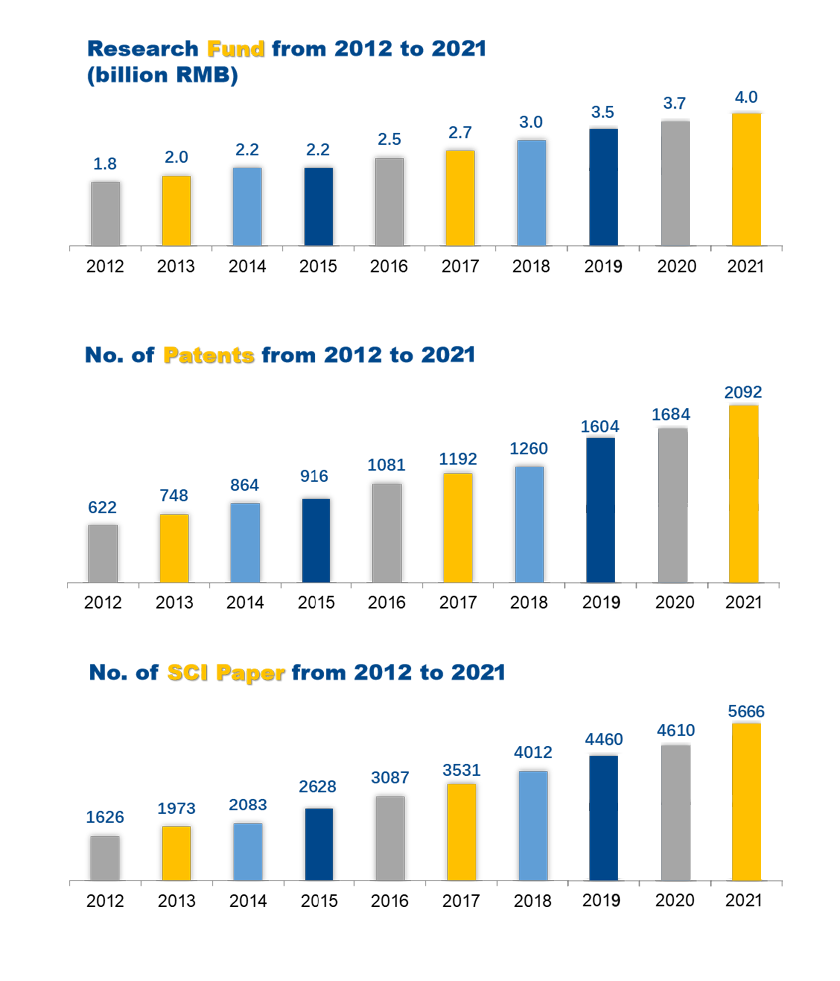 Research Fund from 2012 to 2021
(billion RMB)
1.8 2.0 2.2 2.2 2.5 2.7 3.0 3.5 3.7 4.0
2012 2013 2014 2015 2016 2017 2018 2019 2020 2021
No. of Patents from 2012 to 2021
622 748 864 916 1081 1192 1260 1604 1684 2092
2012 2013 2014 2015 2016 2017 2018 2019 2020 2021
No. of SCI Paper from 2012 to 2021
1626 1973 2083 2628 3087 3531 4012 4460 4610 5666
2012 2013 2014 2015 2016 2017 2018 2019 2020 2021